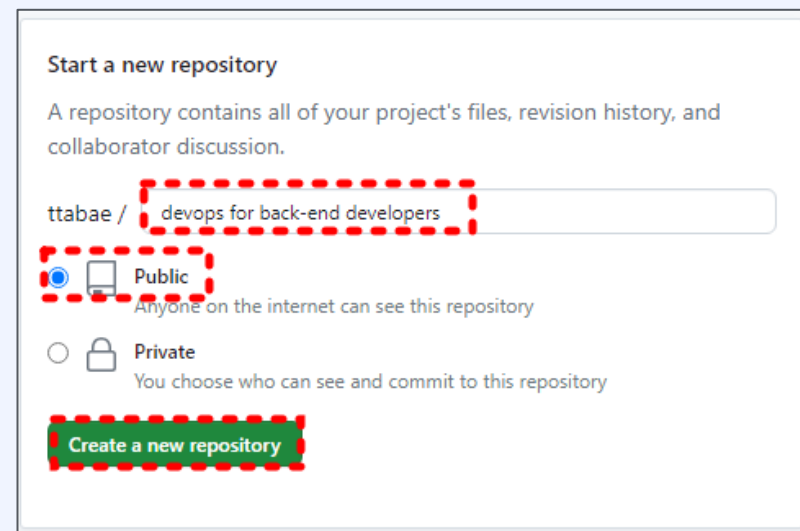 Start a new repository
A repository contains all of your project's files, revision history, and
collaborator discussion.
ttabae / devops for back-end developers
Public
Anyone on the internet can see this repository
Private
You choose who can see and commit to this repository
Create a new repository